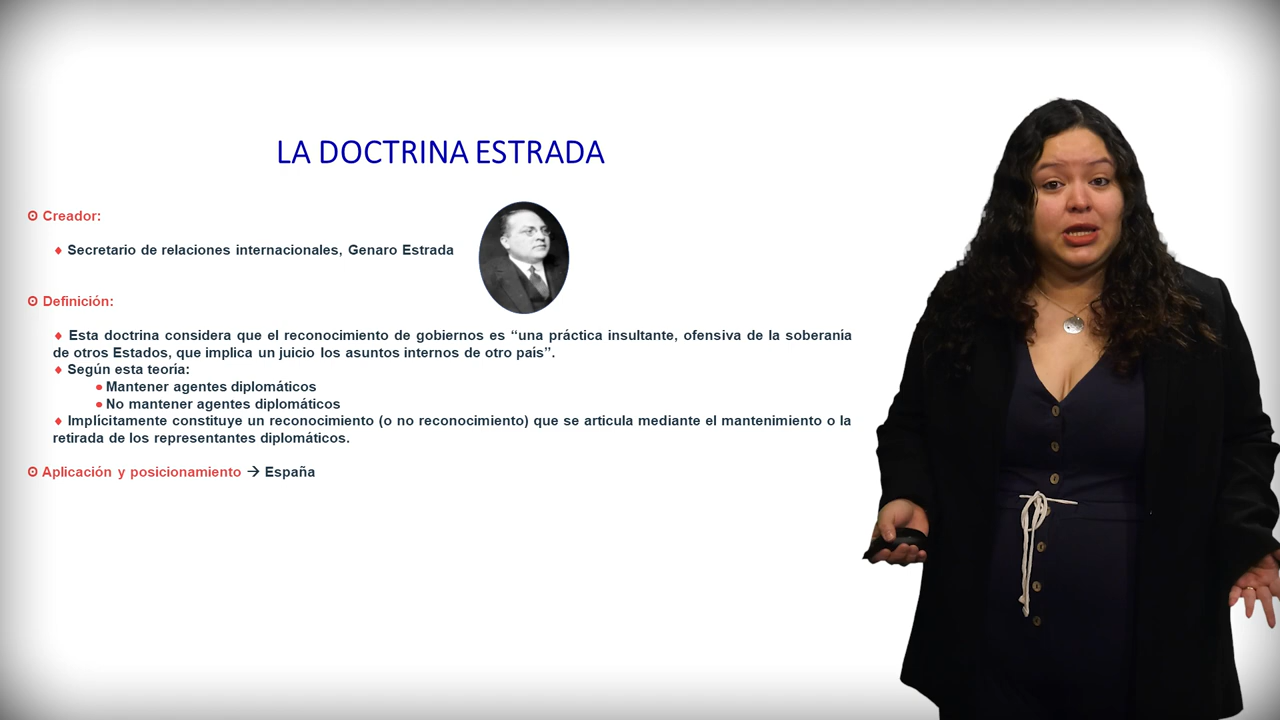 LA DOCTRINA ESTRADA
⊙ Creador:
♦ Secretario de relaciones internacionales, Genaro Estrada
⊙ Definición:
♦ Esta doctrina considera que el reconocimiento de gobiernos es “una práctica insultante, ofensiva de la soberanía
de otros Estados, que implica un juicio los asuntos internos de otro país”.
♦ Según esta teoría:
● Mantener agentes diplomáticos
● No mantener agentes diplomáticos
♦ Implícitamente constituye un reconocimiento (o no reconocimiento) que se articula mediante el mantenimiento o la
retirada de los representantes diplomáticos.
⊙ Aplicación y posicionamiento → España